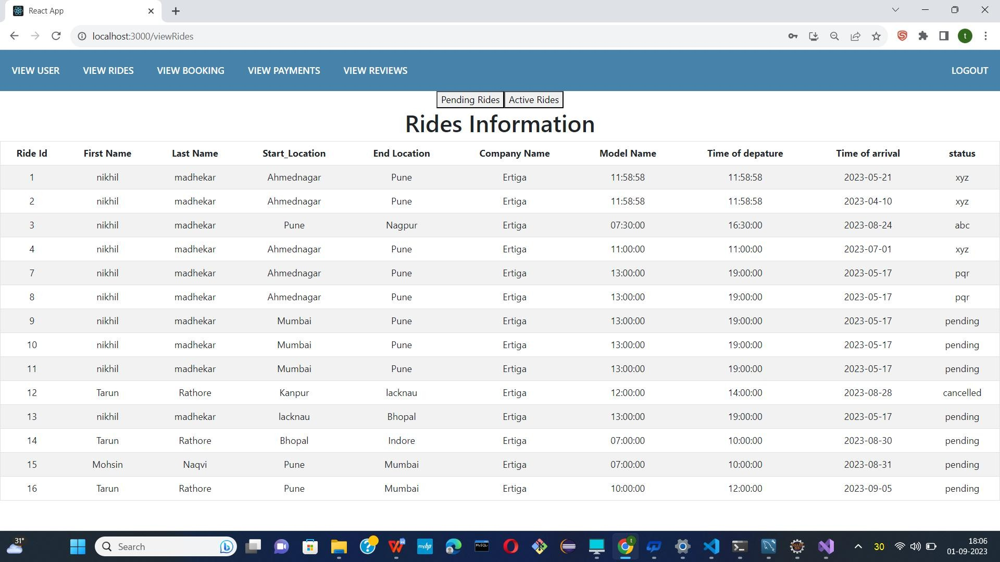 React App
localhost:3000/viewRides
t
VIEW USER VIEW RIDES VIEW BOOKING VIEW PAYMENTS VIEW REVIEWS LOGOUT
Pending Rides Active Rides
Rides Information
Ride Id First Name Last Name Start_Location End Location Company Name Model Name Time of depature Time of arrival status
1 nikhil madhekar Ahmednagar Pune Ertiga 11:58:58 11:58:58 2023-05-21 xyz
2 nikhil madhekar Ahmednagar Pune Ertiga 11:58:58 11:58:58 2023-04-10 xyz
3 nikhil madhekar Pune Nagpur Ertiga 07:30:00 16:30:00 2023-08-24 abc
4 nikhil madhekar Ahmednagar Pune Ertiga 11:00:00 11:00:00 2023-07-01 xyz
7 nikhil madhekar Ahmednagar Pune Ertiga 13:00:00 19:00:00 2023-05-17 pqr
8 nikhil madhekar Ahmednagar Pune Ertiga 13:00:00 19:00:00 2023-05-17 pqr
9 nikhil madhekar Mumbai Pune Ertiga 13:00:00 19:00:00 2023-05-17 pending
10 nikhil madhekar Mumbai Pune Ertiga 13:00:00 19:00:00 2023-05-17 pending
11 nikhil madhekar Mumbai Pune Ertiga 13:00:00 19:00:00 2023-05-17 pending
12 Tarun Rathore Kanpur lacknau Ertiga 12:00:00 14:00:00 2023-08-28 cancelled
13 nikhil madhekar lacknau Bhopal Ertiga 13:00:00 19:00:00 2023-05-17 pending
14 Tarun Rathore Bhopal Indore Ertiga 07:00:00 10:00:00 2023-08-30 pending
15 Mohsin Naqvi Pune Mumbai Ertiga 07:00:00 10:00:00 2023-08-31 pending
16 Tarun Rathore Pune Mumbai Ertiga 10:00:00 12:00:00 2023-09-05 pending
31° Search myhp MySQL t 30 18:06
01-09-2023